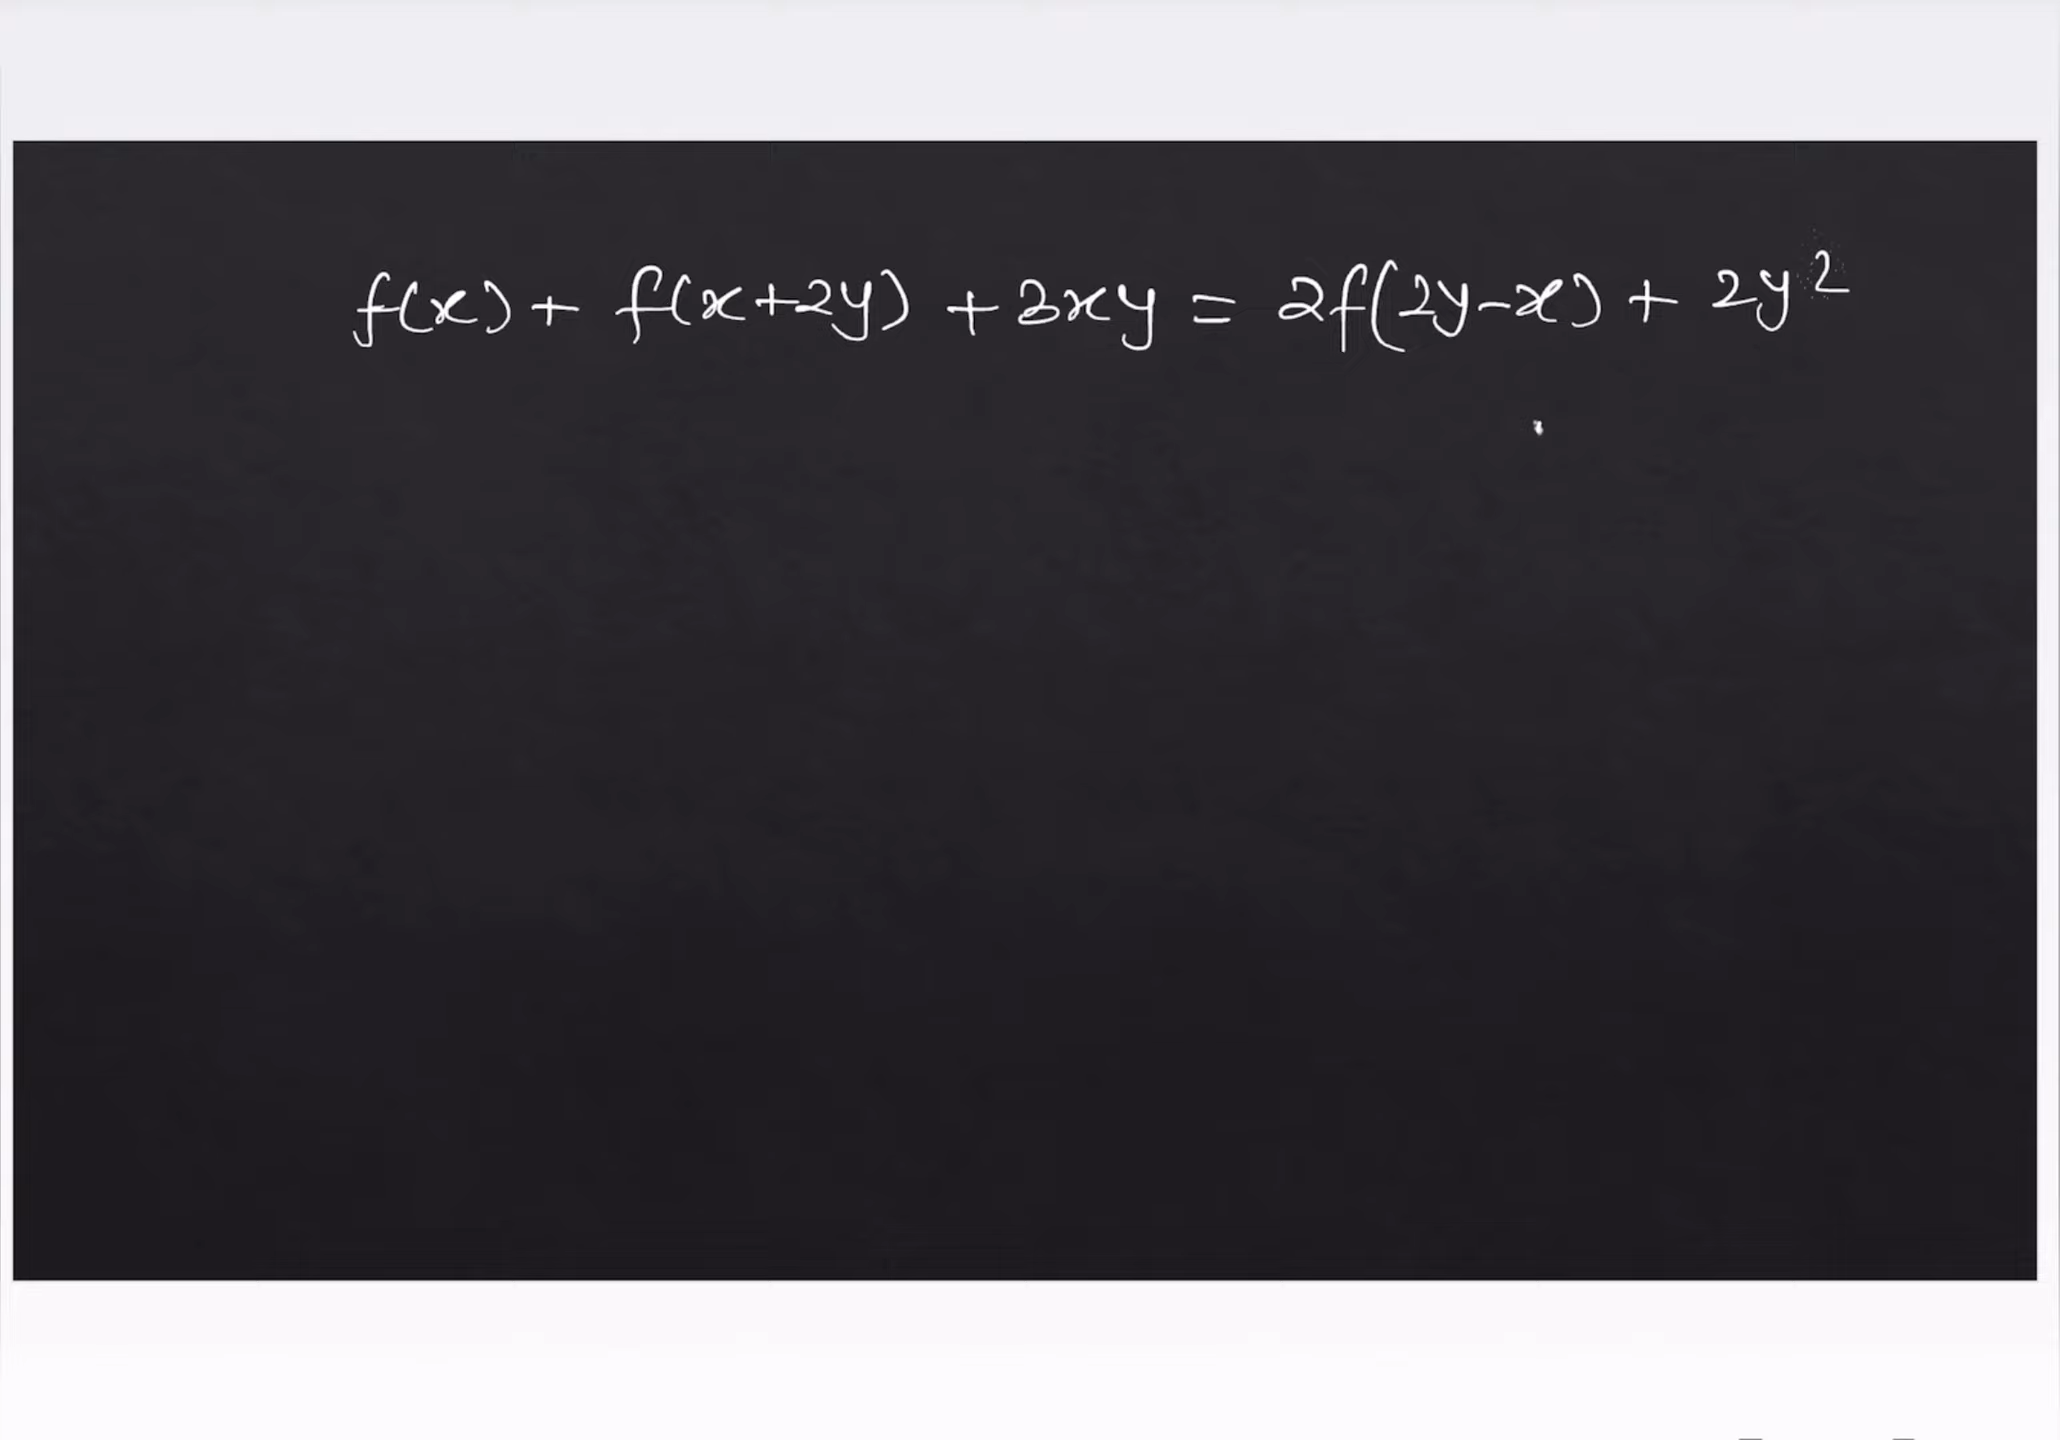 f(x) + f(x+2y) + 3xy = 2f(2y-x) + 2y²